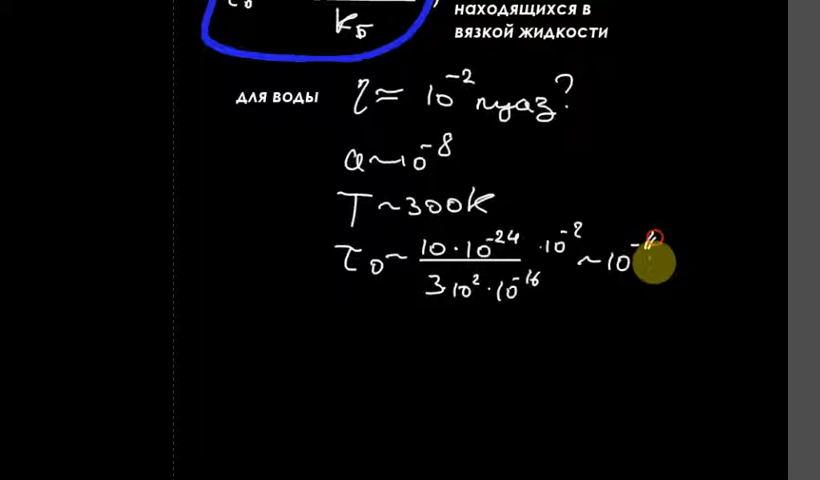 находящихся в
k_Б
вязкой жидкости
для воды η ≈ 10⁻² пуаз?
a ~ 10⁻⁸
T ~ 300K
τ₀ ~ (10 · 10⁻²⁴)/(3 · 10² · 10⁻¹⁶) · 10⁻² ~ 10⁻